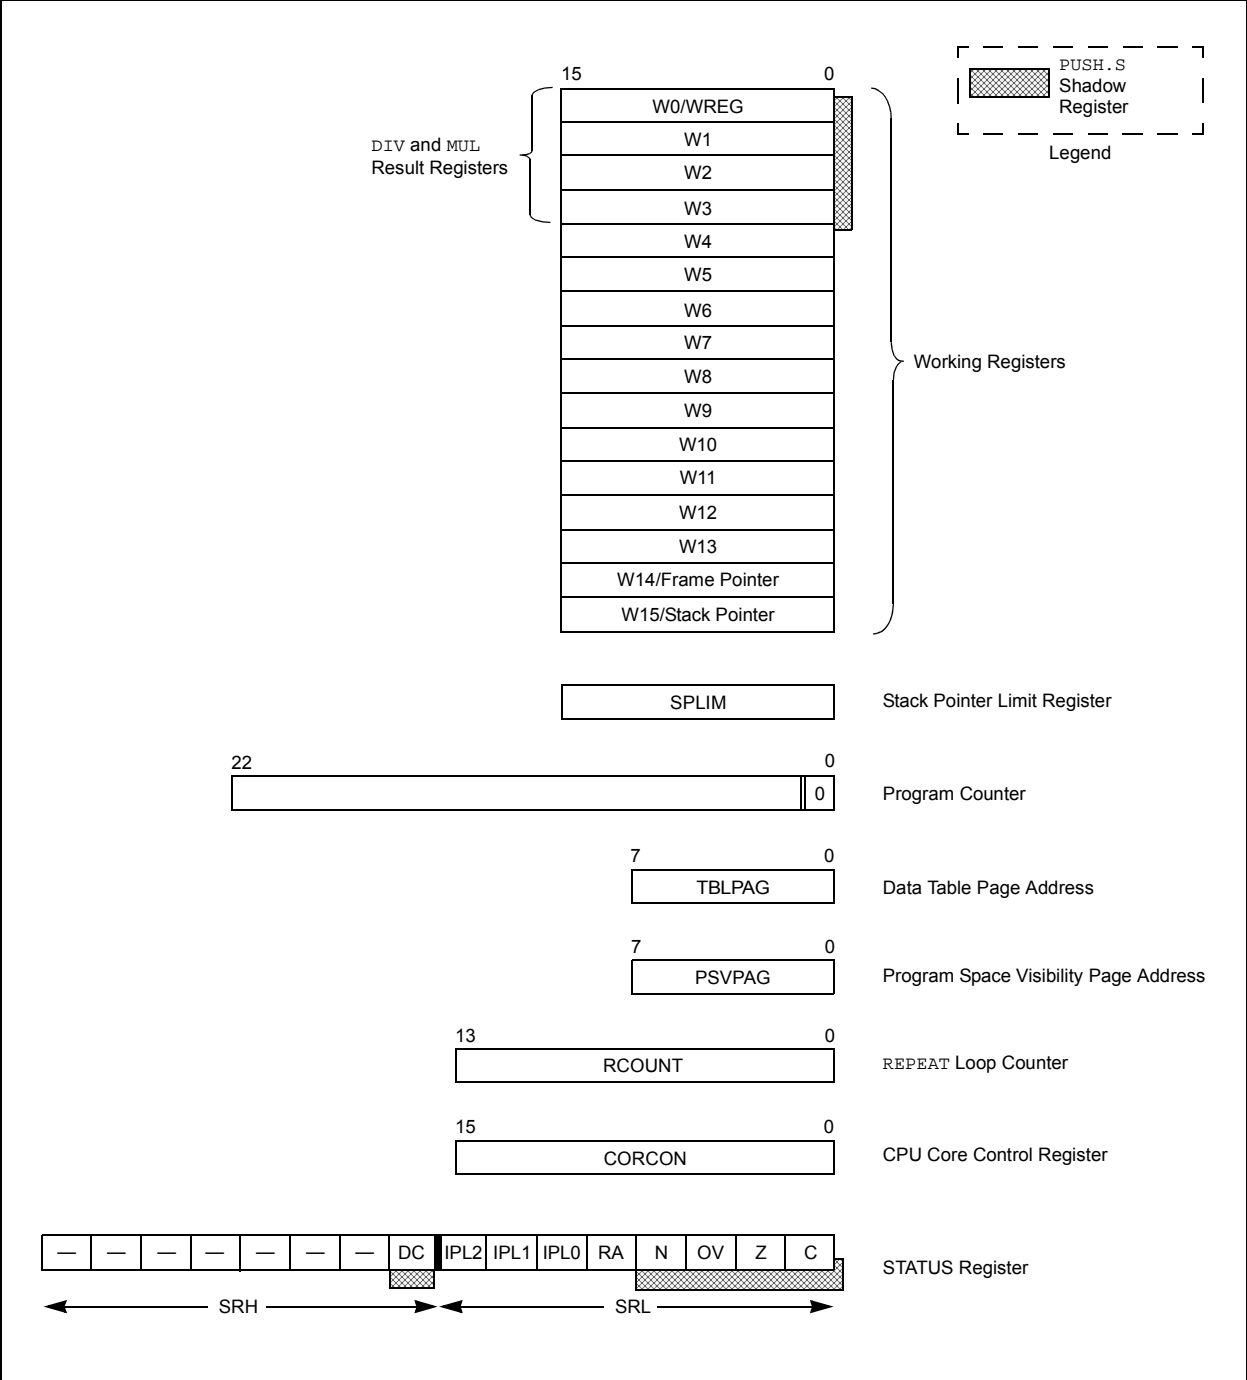 PUSH.S
Shadow
Register
Legend
15 0
DIV and MUL
Result Registers
W0/WREG
W1
W2
W3
W4
W5
W6
W7
W8
W9
W10
W11
W12
W13
W14/Frame Pointer
W15/Stack Pointer
Working Registers
SPLIM Stack Pointer Limit Register
22 0
0 Program Counter
7 0
TBLPAG Data Table Page Address
7 0
PSVPAG Program Space Visibility Page Address
13 0
RCOUNT REPEAT Loop Counter
15 0
CORCON CPU Core Control Register
— — — — — — — DC IPL2 IPL1 IPL0 RA N OV Z C STATUS Register
SRH SRL